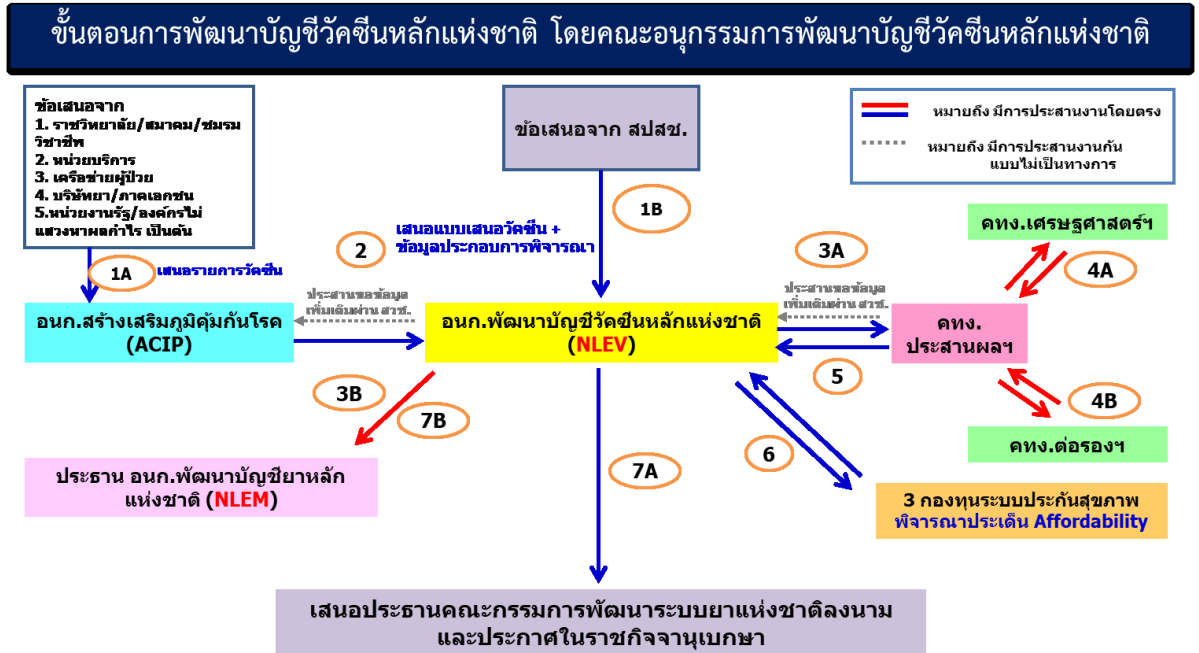 ขั้นตอนการพัฒนาบัญชีวัคซีนหลักแห่งชาติ โดยคณะอนุกรรมการพัฒนาบัญชีวัคซีนหลักแห่งชาติ
ข้อเสนอจาก
1. ราชวิทยาลัย/สมาคม/ชมรม
วิชาชีพ
2. หน่วยบริการ
3. เครือข่ายผู้ป่วย
4. บริษัทยา/ภาคเอกชน
5.หน่วยงานรัฐ/องค์กรไม่
แสวงหาผลกำไร เป็นต้น
ข้อเสนอจาก สปสช.
หมายถึง มีการประสานงานโดยตรง
หมายถึง มีการประสานงานกัน
แบบไม่เป็นทางการ
1A
เสนอรายการวัคซีน
2
เสนอแบบเสนอวัคซีน +
ข้อมูลประกอบการพิจารณา
1B
3A
คทง.เศรษฐศาสตร์ฯ
4A
ประสานขอข้อมูล
เพิ่มเติมผ่าน สวช.
ประสานขอข้อมูล
เพิ่มเติมผ่าน สวช.
อนก.สร้างเสริมภูมิคุ้มกันโรค
(ACIP)
อนก.พัฒนาบัญชีวัคซีนหลักแห่งชาติ
(NLEV)
คทง.
ประสานผลฯ
3B
7B
5
4B
คทง.ต่อรองฯ
6
7A
ประธาน อนก.พัฒนาบัญชียาหลัก
แห่งชาติ (NLEM)
3 กองทุนระบบประกันสุขภาพ
พิจารณาประเด็น Affordability
เสนอประธานคณะกรรมการพัฒนาระบบยาแห่งชาติลงนาม
และประกาศในราชกิจจานุเบกษา